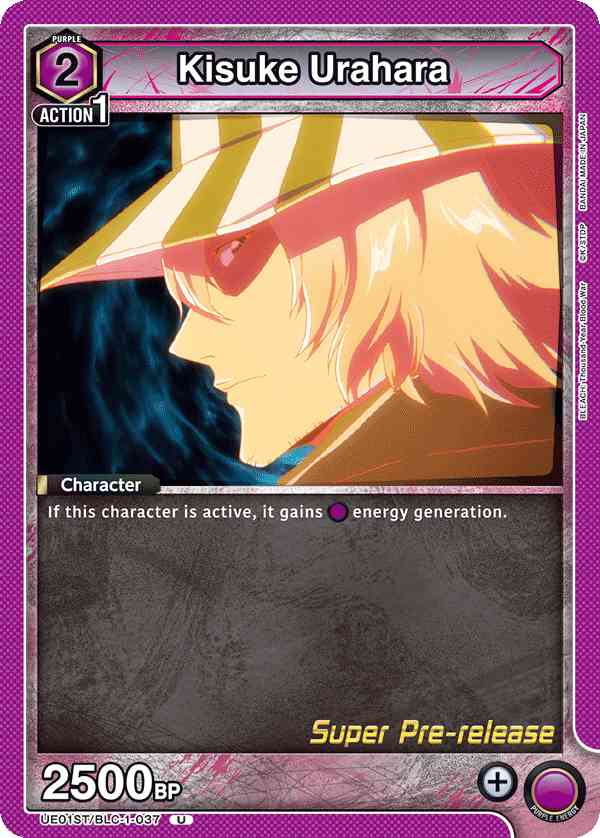 PURPLE
2
Kisuke Urahara
ACTION 1
BLEACH: Thousand-Year Blood War ©K/STDP BANDAI MADE IN JAPAN
Character
If this character is active, it gains energy generation.
Super Pre-release
2500BP
+
PURPLE ENERGY
UE01ST/BLC-1-037 U